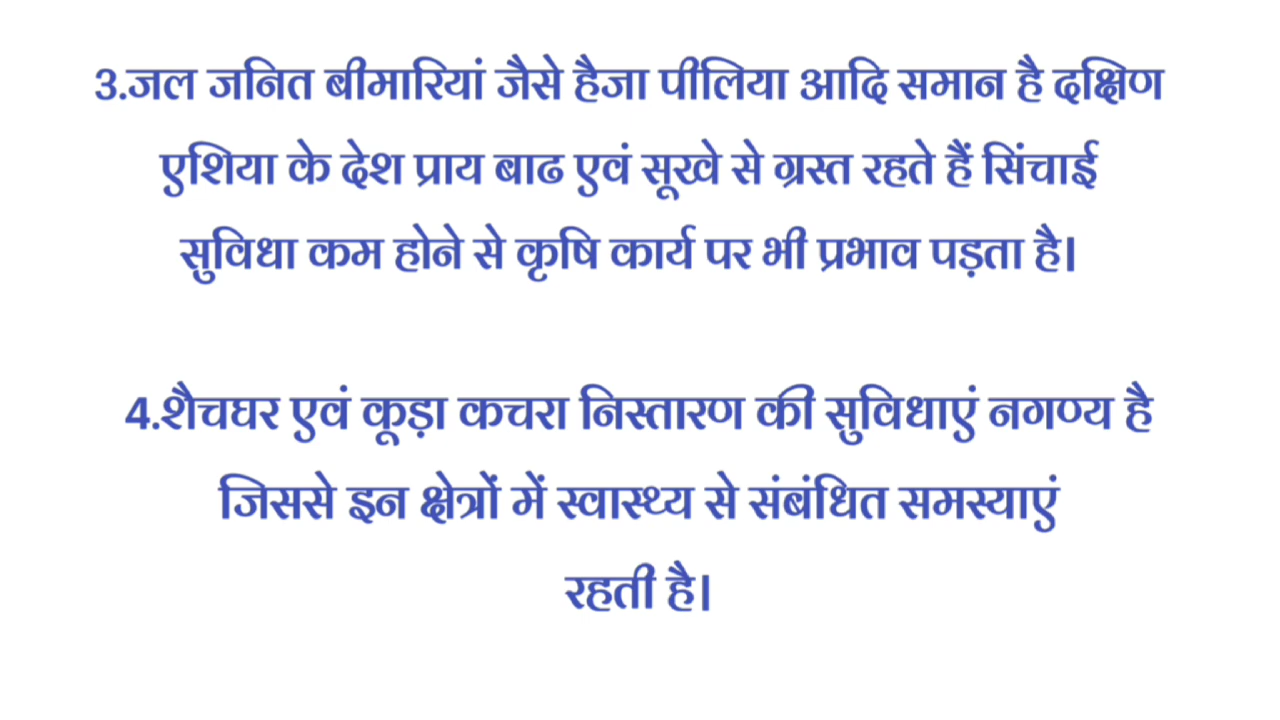 3.जल जनित बीमारियां जैसे हैजा पीलिया आदि समान है दक्षिण
एशिया के देश प्राय बाढ एवं सूखे से ग्रस्त रहते हैं सिंचाई
सुविधा कम होने से कृषि कार्य पर भी प्रभाव पड़ता है।
4.शैचघर एवं कूड़ा कचरा निस्तारण की सुविधाएं नगण्य है
जिससे इन क्षेत्रों में स्वास्थ्य से संबंधित समस्याएं
रहती है।